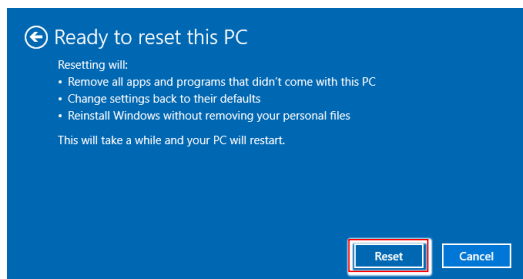 Ready to reset this PC
Resetting will:
• Remove all apps and programs that didn't come with this PC
• Change settings back to their defaults
• Reinstall Windows without removing your personal files
This will take a while and your PC will restart.
Reset Cancel